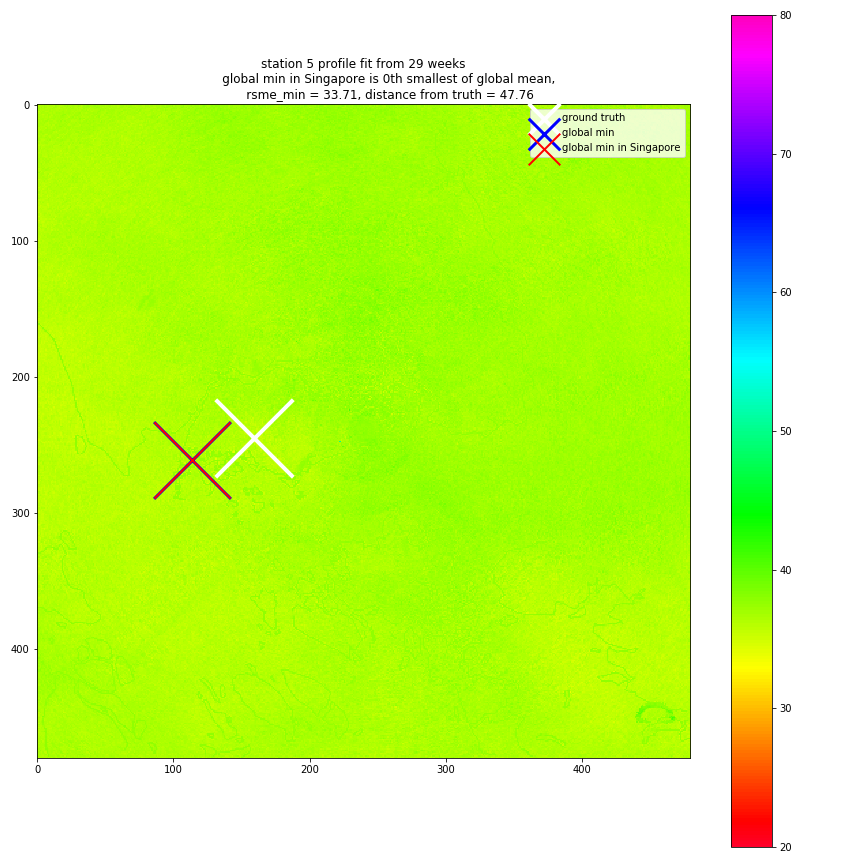 station 5 profile fit from 29 weeks
global min in Singapore is 0th smallest of global mean,
rsme_min = 33.71, distance from truth = 47.76
ground truth
global min
global min in Singapore
0
100
200
300
400
0
100
200
300
400
80
70
60
50
40
30
20